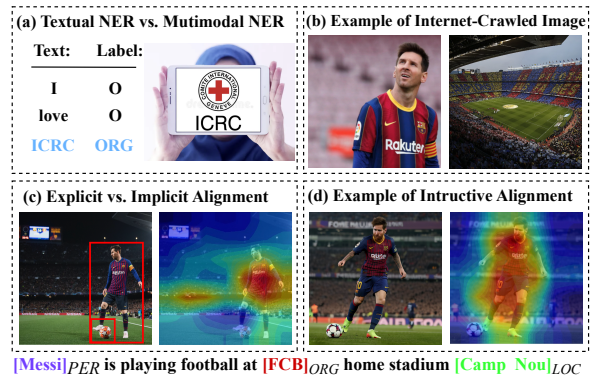 (a) Textual NER vs. Mutimodal NER
Text: Label:
I O
love O
ICRC ORG
COMITE INTERNATIONAL
GENEVE
ICRC
(b) Example of Internet-Crawled Image
Rakuten
(c) Explicit vs. Implicit Alignment
(d) Example of Intructive Alignment
[Messi]PER is playing football at [FCB]ORG home stadium [Camp Nou]LOC